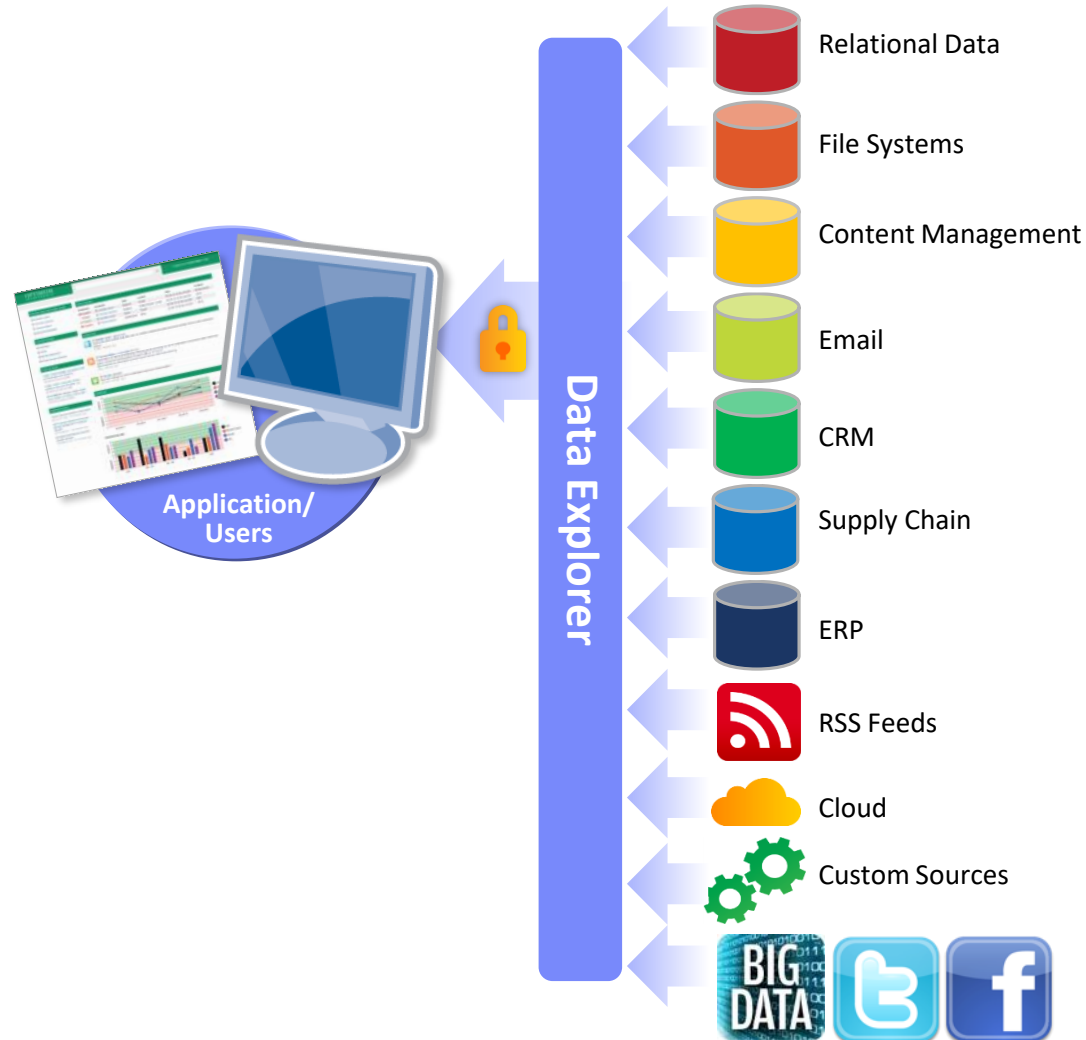 Relational Data
File Systems
Content Management
Email
CRM
Supply Chain
ERP
RSS Feeds
Cloud
Custom Sources
BIG
DATA
Data Explorer
Application/
Users